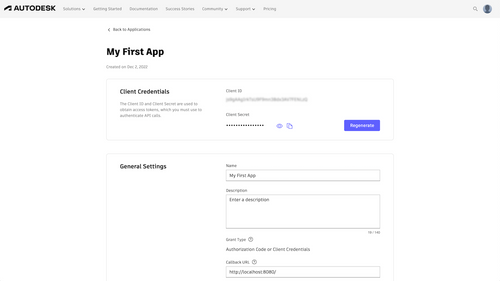 AUTODESK
Solutions
Getting Started
Documentation
Success Stories
Community
Support
Pricing
Back to Applications
My First App
Created on Dec 2, 2022
Client Credentials
The Client ID and Client Secret are used to
obtain access tokens, which you must use to
authenticate API calls.
Client ID
Client Secret
••••••••••••••••
Regenerate
General Settings
Name
My First App
Description
Enter a description
Grant Type
Authorization Code or Client Credentials
Callback URL
http://localhost:8080/